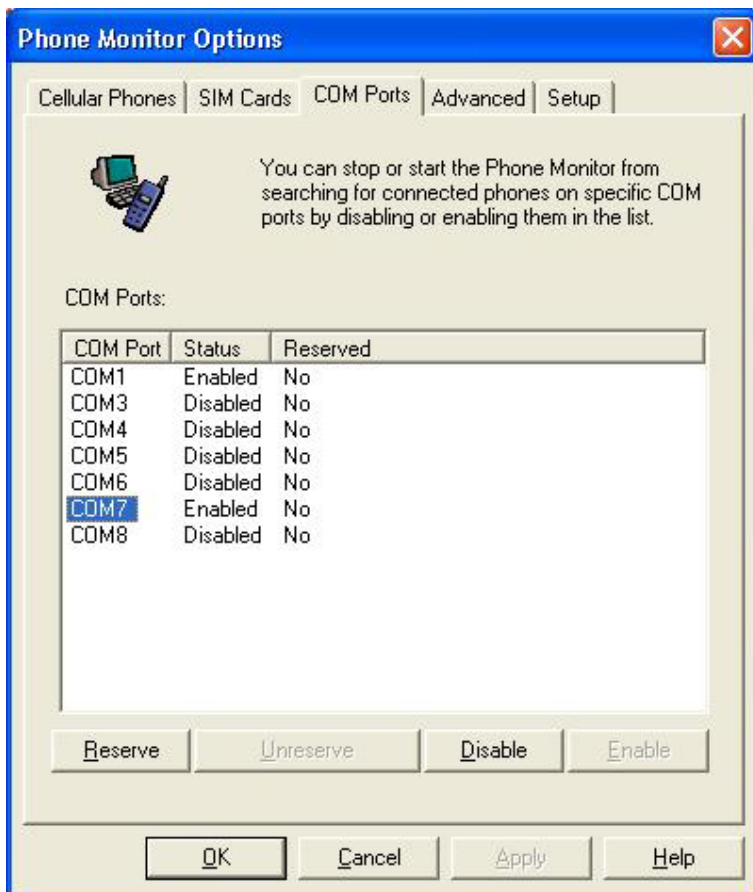 Phone Monitor Options
Cellular Phones SIM Cards COM Ports Advanced Setup
You can stop or start the Phone Monitor from
searching for connected phones on specific COM
ports by disabling or enabling them in the list.
COM Ports:
COM Port Status Reserved
COM1 Enabled No
COM3 Disabled No
COM4 Disabled No
COM5 Disabled No
COM6 Disabled No
COM7 Enabled No
COM8 Disabled No
Reserve Unreserve Disable Enable
OK Cancel Apply Help